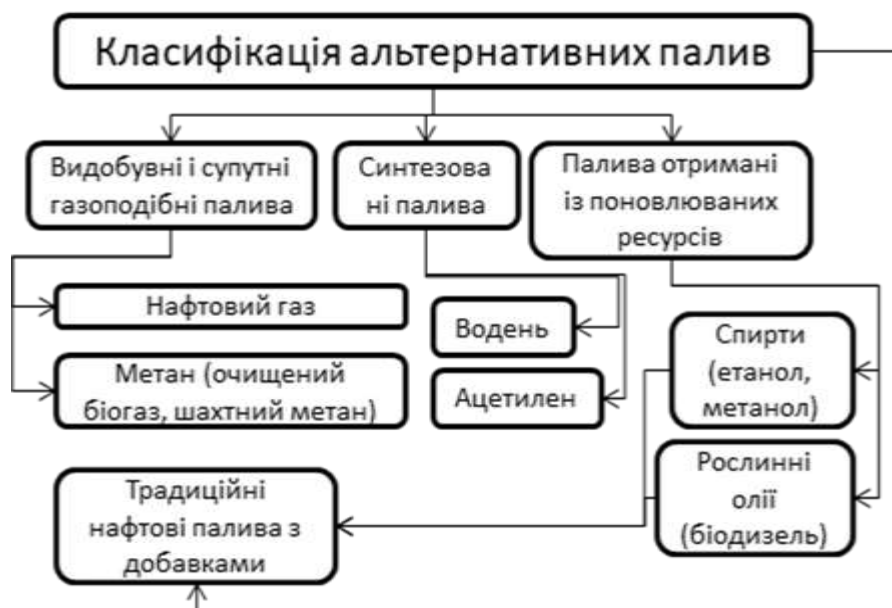 Класифікація альтернативних палив
Видобувні і супутні
газоподібні палива
Синтезова
ні палива
Палива отримані
із поновлюваних
ресурсів
Нафтовий газ
Метан (очищений
біогаз, шахтний метан)
Водень
Ацетилен
Спирти
(етанол,
метанол)
Рослинні
олії
(біодизель)
Традиційні
нафтові палива з
добавками